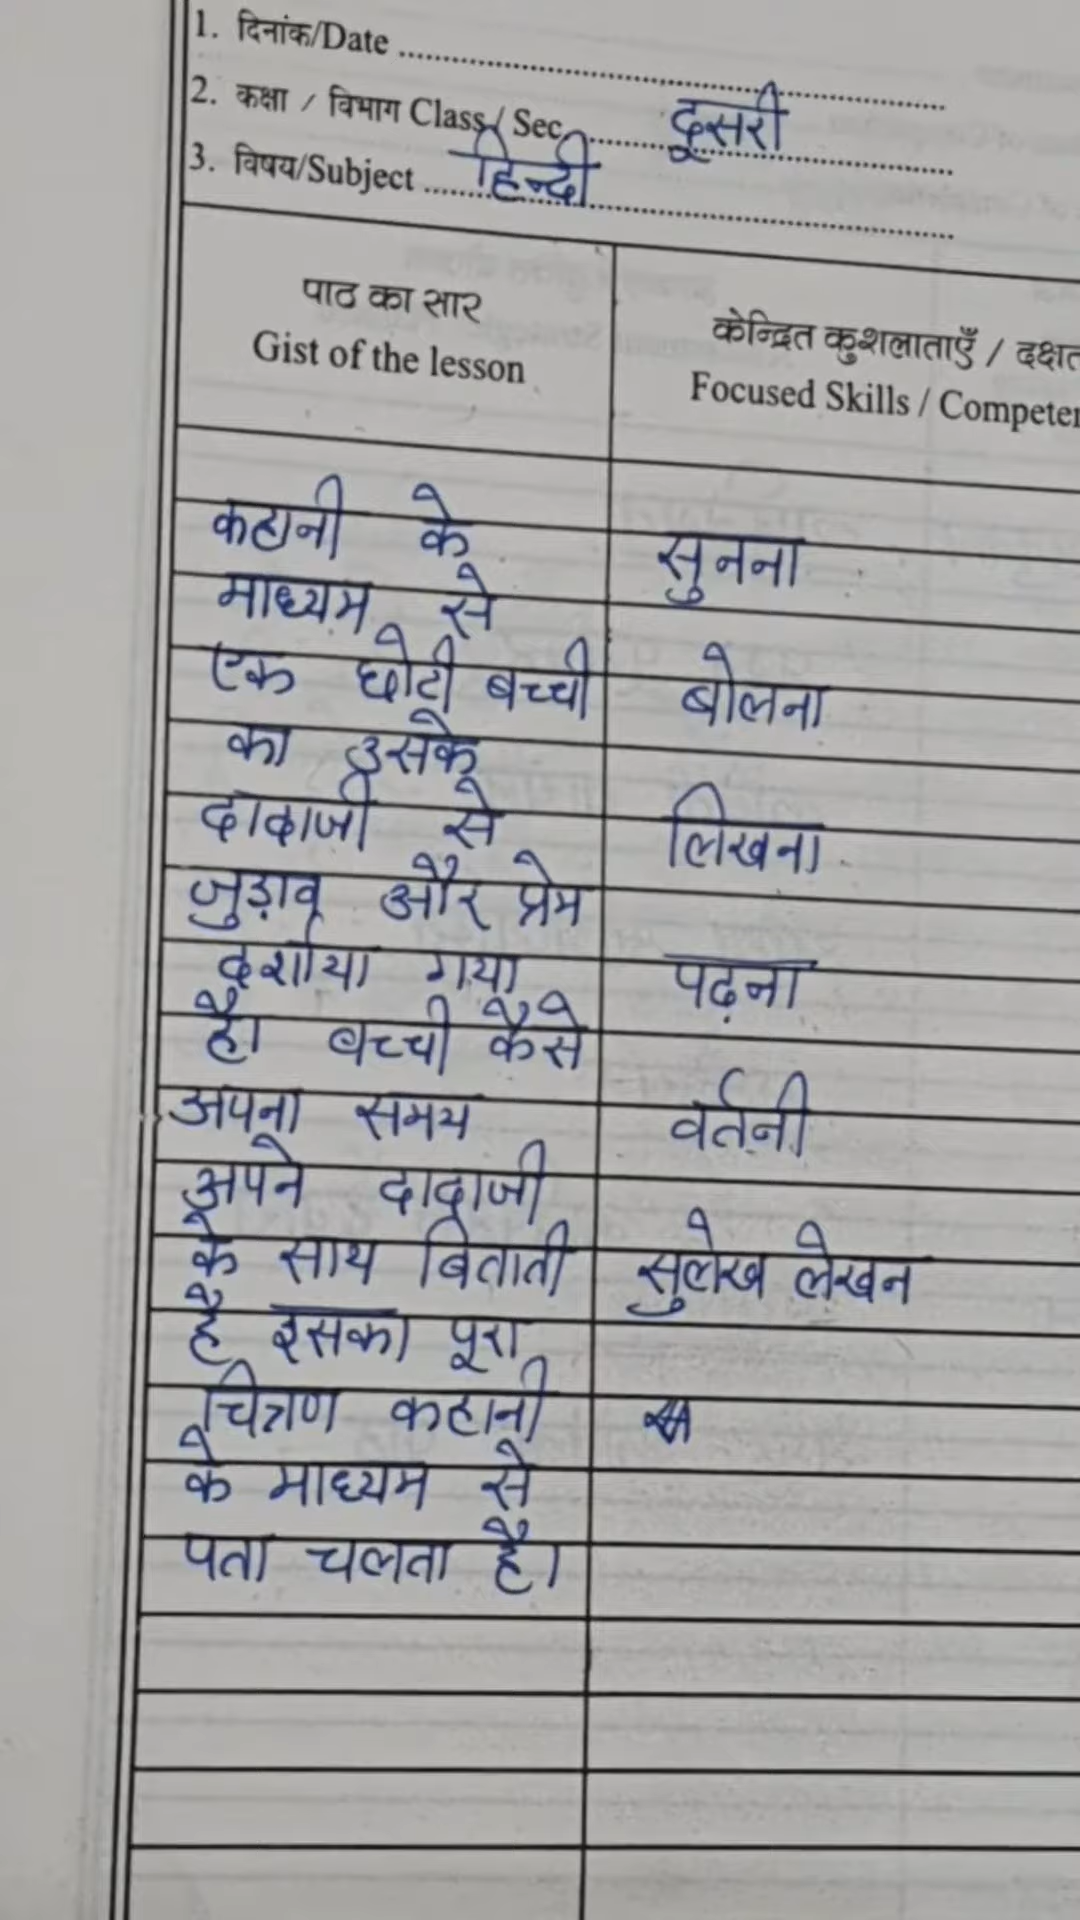 1. दिनांक/Date ..........
2. कक्षा / विभाग Class / Sec. .......... दूसरी
3. विषय/Subject .......... हिन्दी
पाठ का सार
Gist of the lesson
केन्द्रित कुशलाताएँ / दक्षत
Focused Skills / Competen
कहानी के
माध्यम से
एक छोटी बच्ची
का उसके
दादाजी से
जुड़ाव और प्रेम
दर्शाया गया
है। बच्ची कैसे
अपना समय
अपने दादाजी
के साथ बिताती
है इसका पूरा
चित्रण कहानी
के माध्यम से
पता चलता है।
सुनना
बोलना
लिखना
पढ़ना
वर्तनी
सुलेख लेखन